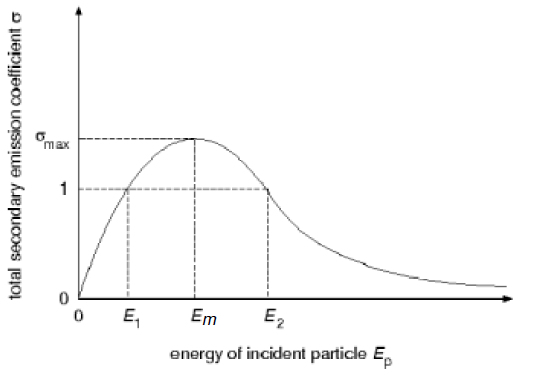 total secondary emission coefficient σ
σmax
1
0
0 E1 Em E2
energy of incident particle Ep